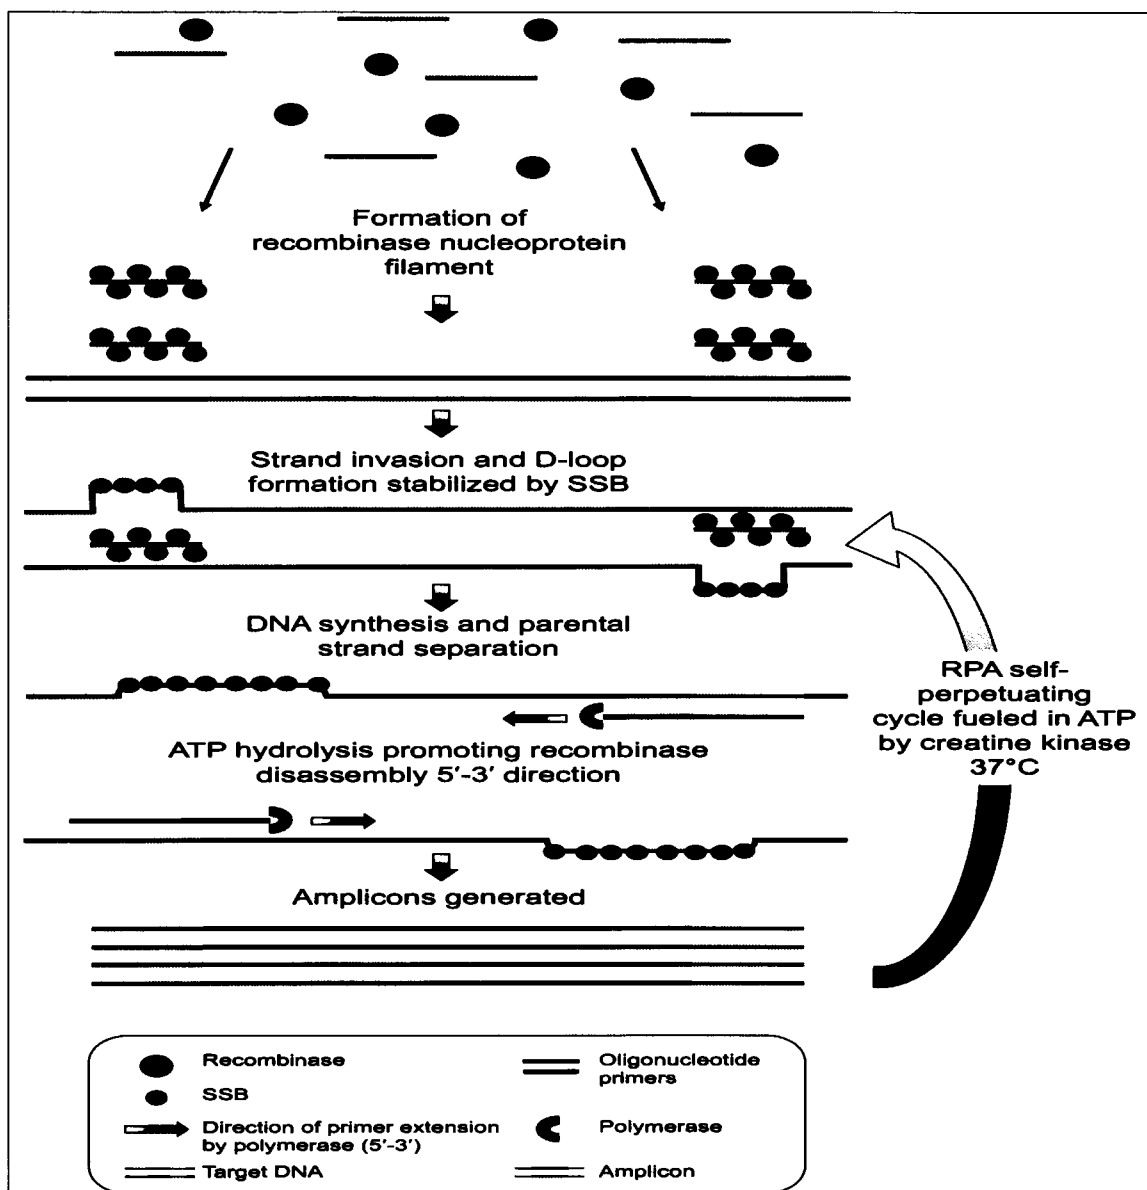 Formation of
recombinase nucleoprotein
filament
Strand invasion and D-loop
formation stabilized by SSB
DNA synthesis and parental
strand separation
RPA self-
perpetuating
cycle fueled in ATP
by creatine kinase
37°C
ATP hydrolysis promoting recombinase
disassembly 5′-3′ direction
Amplicons generated
Recombinase
Oligonucleotide
primers
SSB
Direction of primer extension
by polymerase (5′-3′)
Polymerase
Target DNA
Amplicon